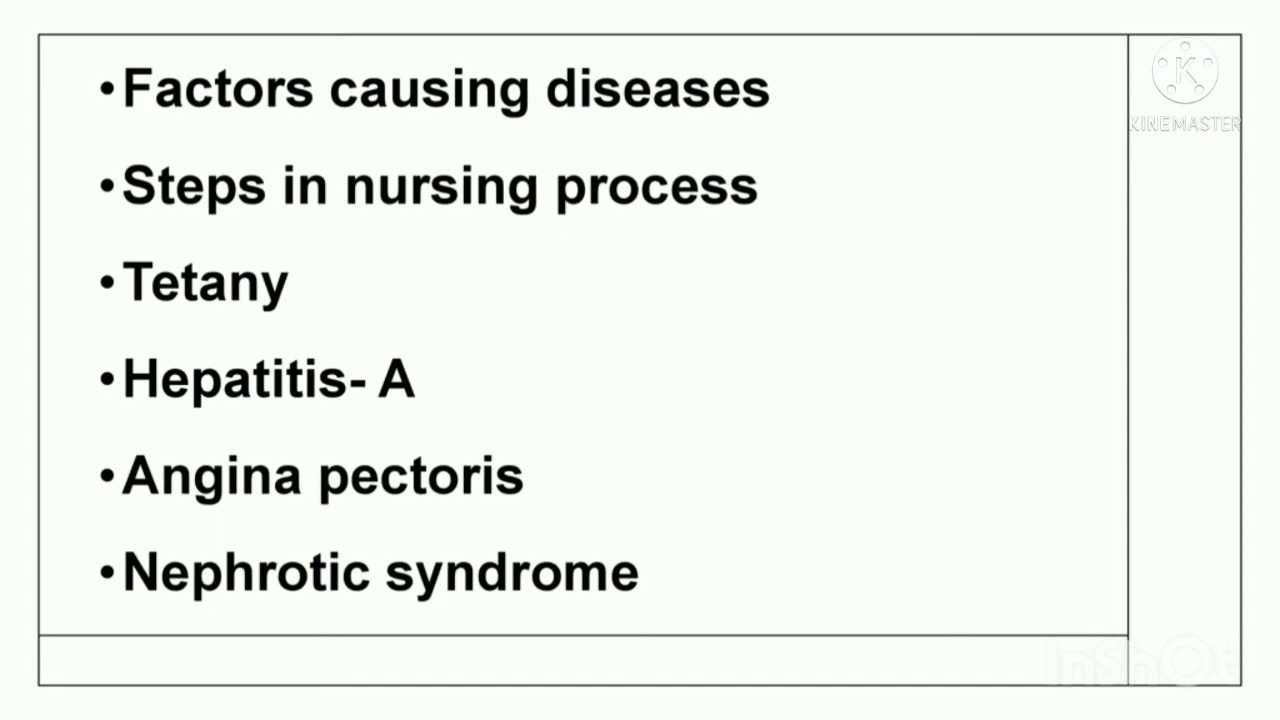 •Factors causing diseases
•Steps in nursing process
•Tetany
•Hepatitis- A
•Angina pectoris
•Nephrotic syndrome
K
KINEMASTER
InShOt